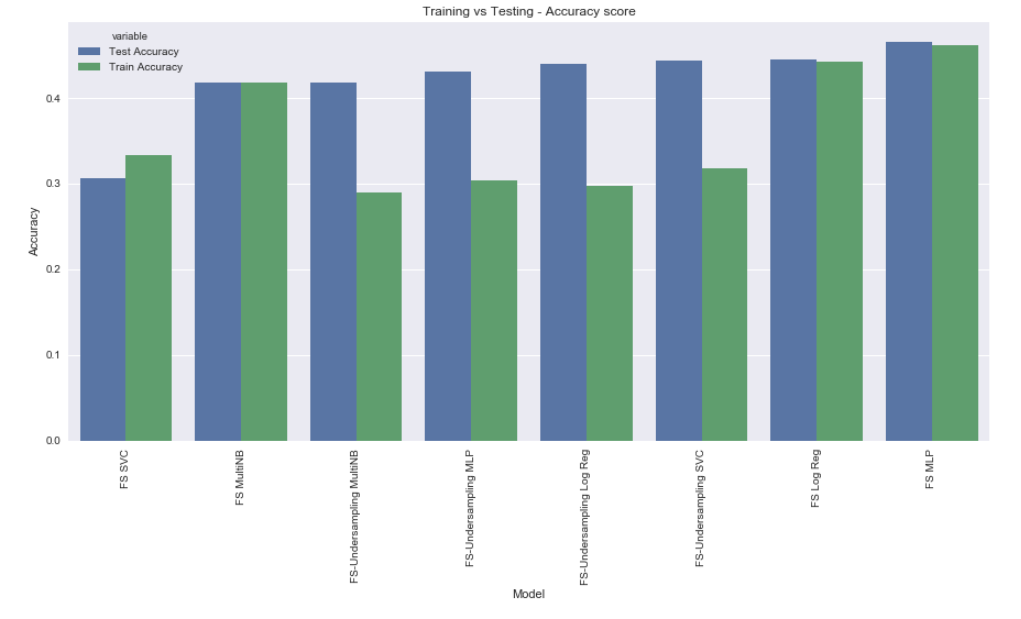 Training vs Testing - Accuracy score
variable
Test Accuracy
Train Accuracy
Accuracy
0.4
0.3
0.2
0.1
0.0
FS SVC
FS MultiNB
FS-Undersampling MultiNB
FS-Undersampling MLP
FS-Undersampling Log Reg
FS-Undersampling SVC
FS Log Reg
FS MLP
Model